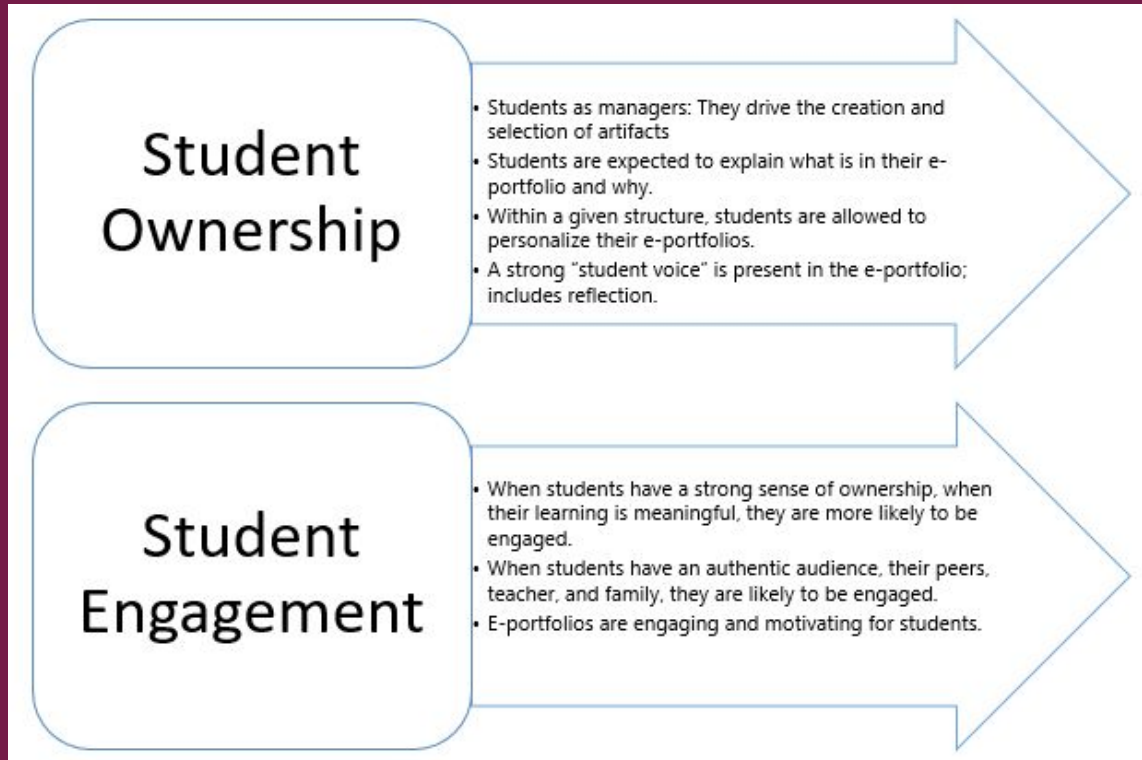 Student
Ownership
• Students as managers: They drive the creation and
selection of artifacts
• Students are expected to explain what is in their e-
portfolio and why.
• Within a given structure, students are allowed to
personalize their e-portfolios.
• A strong “student voice” is present in the e-portfolio;
includes reflection.
Student
Engagement
• When students have a strong sense of ownership, when
their learning is meaningful, they are more likely to be
engaged.
• When students have an authentic audience, their peers,
teacher, and family, they are likely to be engaged.
• E-portfolios are engaging and motivating for students.